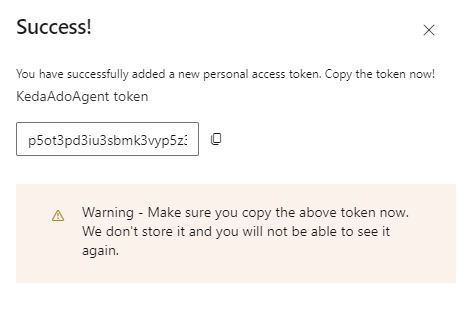 Success!
You have successfully added a new personal access token. Copy the token now!
KedaAdoAgent token
p5ot3pd3iu3sbmk3vyp5z3
Warning - Make sure you copy the above token now.
We don't store it and you will not be able to see it
again.